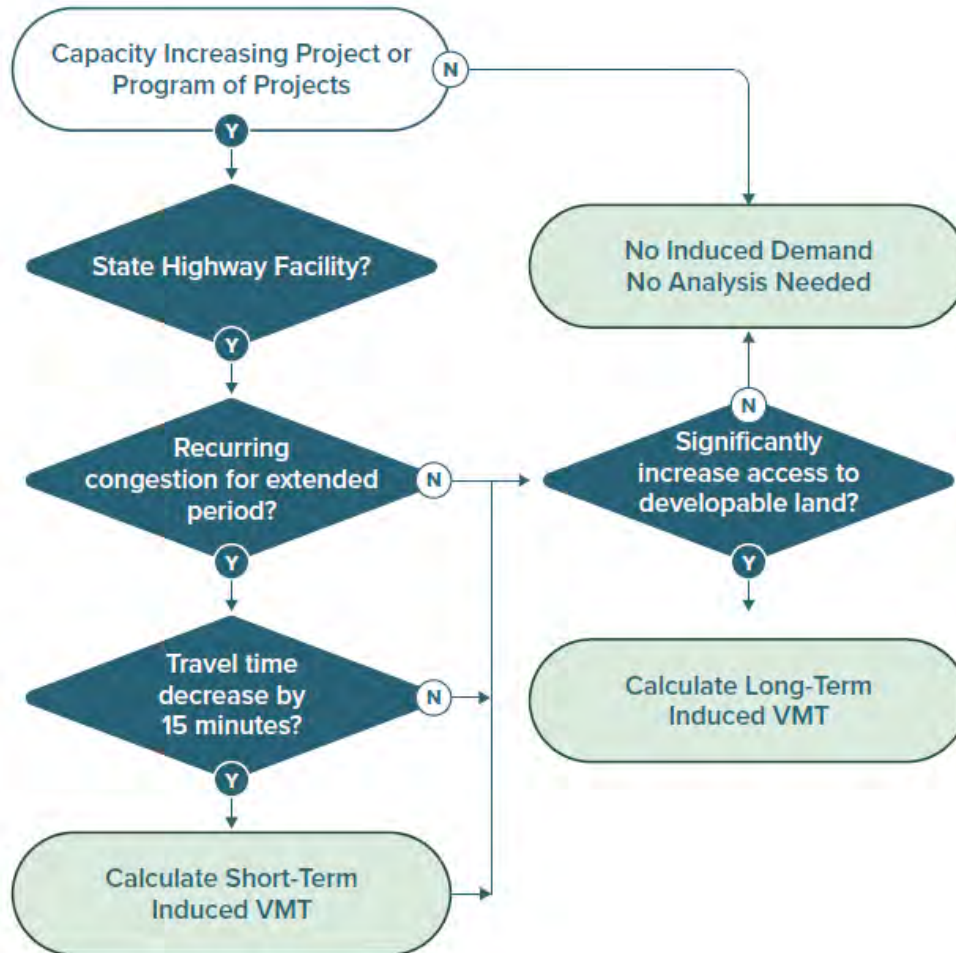 Capacity Increasing Project or
Program of Projects
N
Y
State Highway Facility?
Y
No Induced Demand
No Analysis Needed
Recurring
congestion for extended
period?
N
Y
N
Significantly
increase access to
developable land?
Y
Travel time
decrease by
15 minutes?
N
Y
Calculate Long-Term
Induced VMT
Calculate Short-Term
Induced VMT